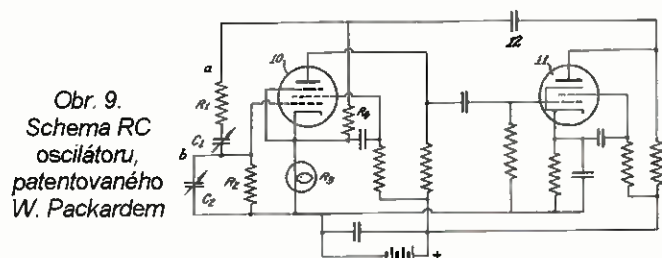 Obr. 9.
Schema RC
oscilátoru,
patentovaného
W. Packardem
a
R1
C1
b
C2
R2
10
R3
R4
12
11
+